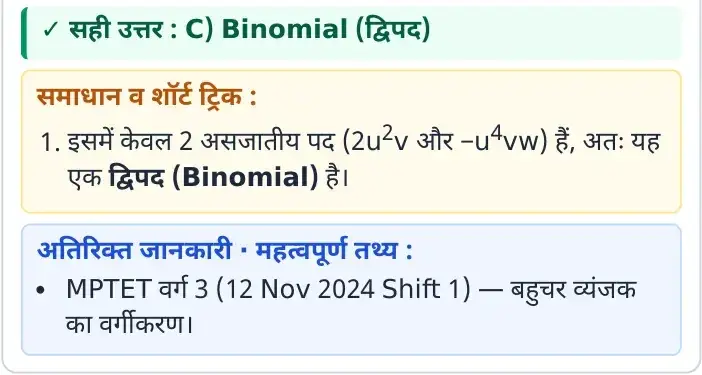 ✓ सही उत्तर : C) Binomial (द्विपद)
समाधान व शॉर्ट ट्रिक :
1. इसमें केवल 2 असजातीय पद (2u²v और −u⁴vw) हैं, अतः यह
एक द्विपद (Binomial) है।
अतिरिक्त जानकारी · महत्वपूर्ण तथ्य :
• MPTET वर्ग 3 (12 Nov 2024 Shift 1) — बहुचर व्यंजक
का वर्गीकरण।